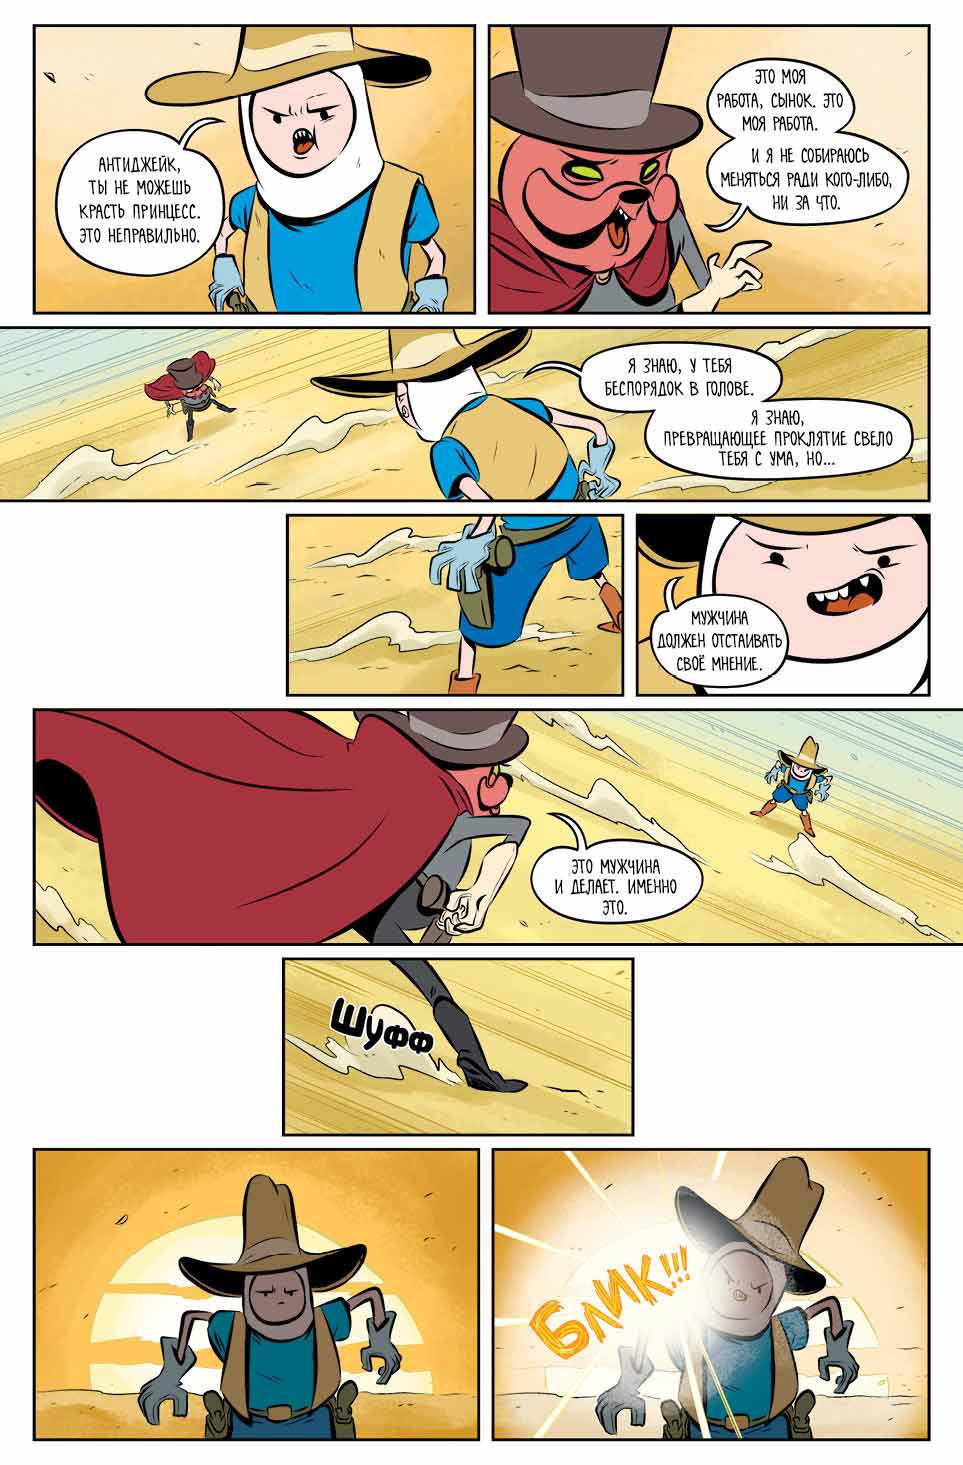 АНТИДЖЕЙК,
ТЫ НЕ МОЖЕШЬ
КРАСТЬ ПРИНЦЕСС.
ЭТО НЕПРАВИЛЬНО.
ЭТО МОЯ
РАБОТА, СЫНОК. ЭТО
МОЯ РАБОТА.
И Я НЕ СОБИРАЮСЬ
МЕНЯТЬСЯ РАДИ КОГО-ЛИБО,
НИ ЗА ЧТО.
Я ЗНАЮ, У ТЕБЯ
БЕСПОРЯДОК В ГОЛОВЕ.
Я ЗНАЮ,
ПРЕВРАЩАЮЩЕЕ ПРОКЛЯТИЕ СВЕЛО
ТЕБЯ С УМА, НО...
МУЖЧИНА
ДОЛЖЕН ОТСТАИВАТЬ
СВОЁ МНЕНИЕ.
ЭТО МУЖЧИНА
И ДЕЛАЕТ. ИМЕННО
ЭТО.
ШУФФ
БЛИК!!!